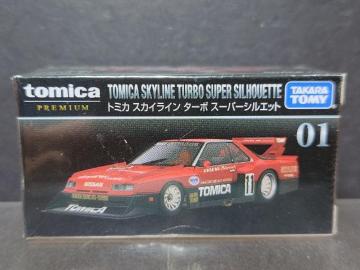 tomica
PREMIUM
TOMICA SKYLINE TURBO SUPER SILHOUETTE
トミカ スカイライン ターボ スーパーシルエット
TAKARA
TOMY
01
NISSAN
TOMICA
11